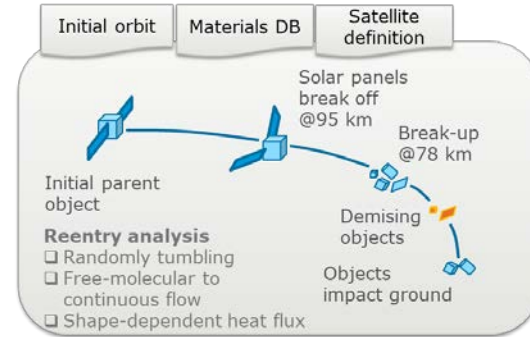 Initial orbit
Materials DB
Satellite
definition
Solar panels
break off
@95 km
Break-up
@78 km
Initial parent
object
Demising
objects
Reentry analysis
❑ Randomly tumbling
❑ Free-molecular to
continuous flow
❑ Shape-dependent heat flux
Objects
impact ground